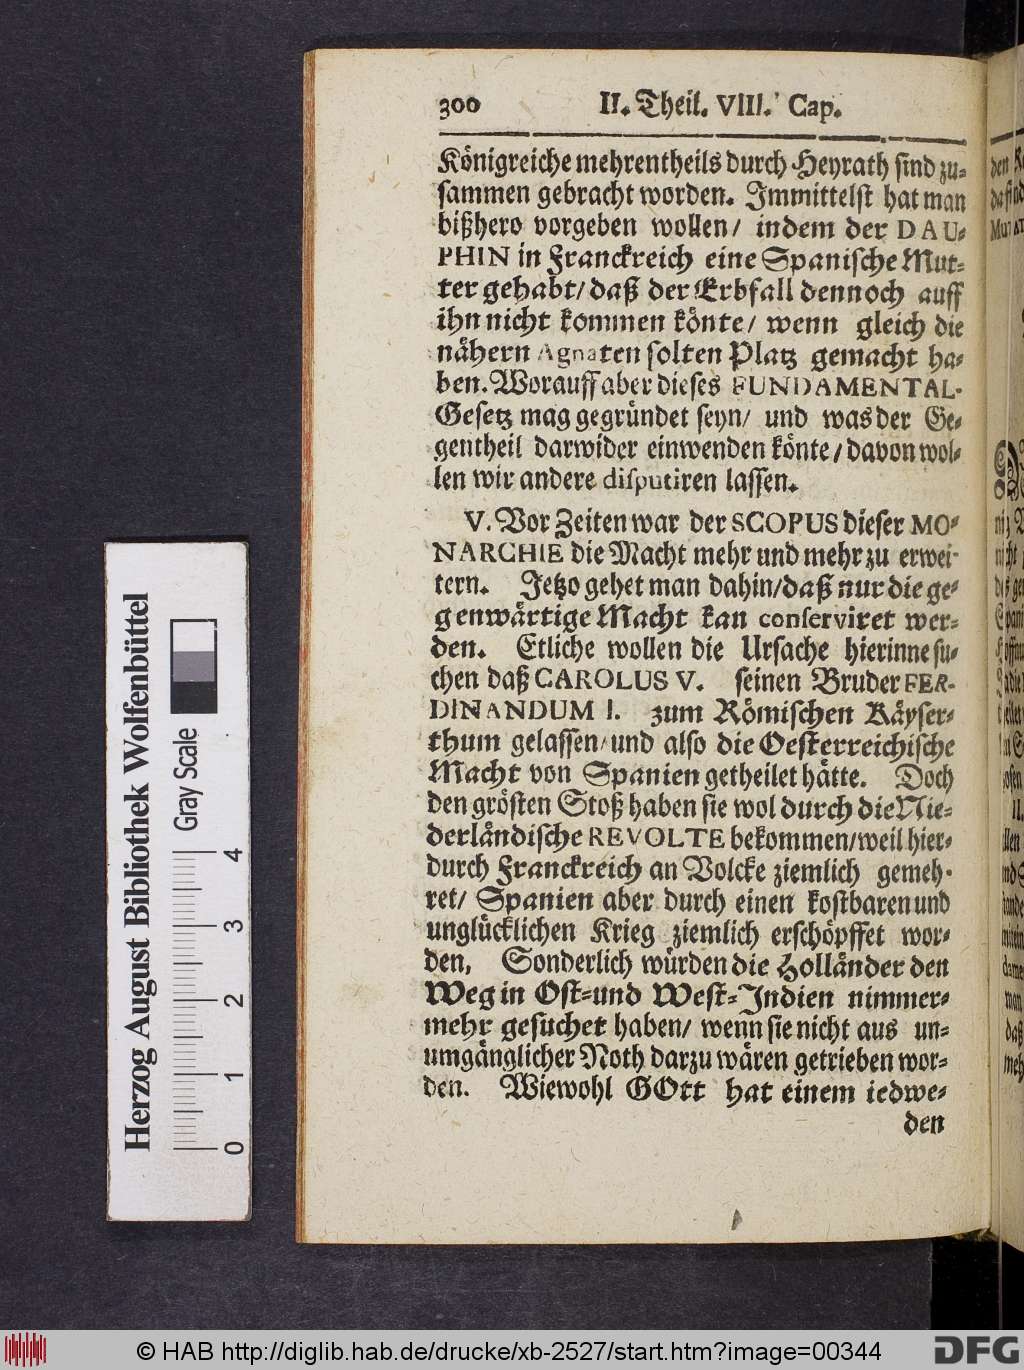 300 II. Theil. VIII. Cap.
Königreiche mehrentheils durch Heyrath sind zu-
sammen gebracht worden. Immittelst hat man
bißhero vorgeben wollen/ indem der DAU-
PHIN in Franckreich eine Spanische Mut-
ter gehabt/ daß der Erbfall dennoch auff
ihn nicht kommen könte/ wenn gleich die
nähern Agnaten solten Platz gemacht ha-
ben. Worauff aber dieses FUNDAMENTAL-
Gesetz mag gegründet seyn/ und was der Ge-
gentheil darwider einwenden könte/ davon wol-
len wir andere disputiren lassen.
V. Vor Zeiten war der SCOPUS dieser MO-
NARCHIE die Macht mehr und mehr zu erwei-
tern. Jetzo gehet man dahin/ daß nur die ge-
genwärtige Macht kan conserviret wer-
den. Etliche wollen die Ursache hierinne su-
chen daß CAROLUS V. seinen Bruder FER-
DINANDUM I. zum Römischen Käyser-
thum gelassen/ und also die Oesterreichische
Macht von Spanien getheilet hätte. Doch
den grösten Stoß haben sie wol durch die Nie-
derländische REVOLTE bekommen/ weil hier-
durch Franckreich an Volcke ziemlich gemeh-
ret/ Spanien aber durch einen kostbaren und
unglücklichen Krieg ziemlich erschöpffet wor-
den. Sonderlich würden die Holländer den
Weg in Ost- und West-Indien nimmer-
mehr gesuchet haben/ wenn sie nicht aus un-
umgänglicher Noth darzu wären getrieben wor-
den. Wiewohl GOtt hat einem iedwe-
den
Herzog August Bibliothek Wolfenbüttel
Gray Scale
0 1 2 3 4
© HAB http://diglib.hab.de/drucke/xb-2527/start.htm?image=00344
DFG